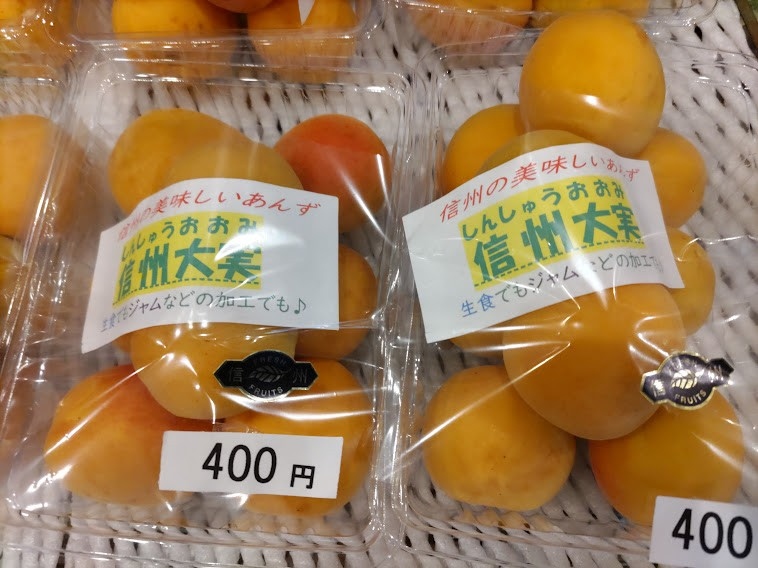 信州の美味しいあんず
しんしゅうおおみ
信州大実
生食でもジャムなどの加工でも♪
信州
FRESH
FRUITS
400円
信州の美味しいあんず
しんしゅうおおみ
信州大実
生食でもジャムなどの加工でも
FRUITS
400